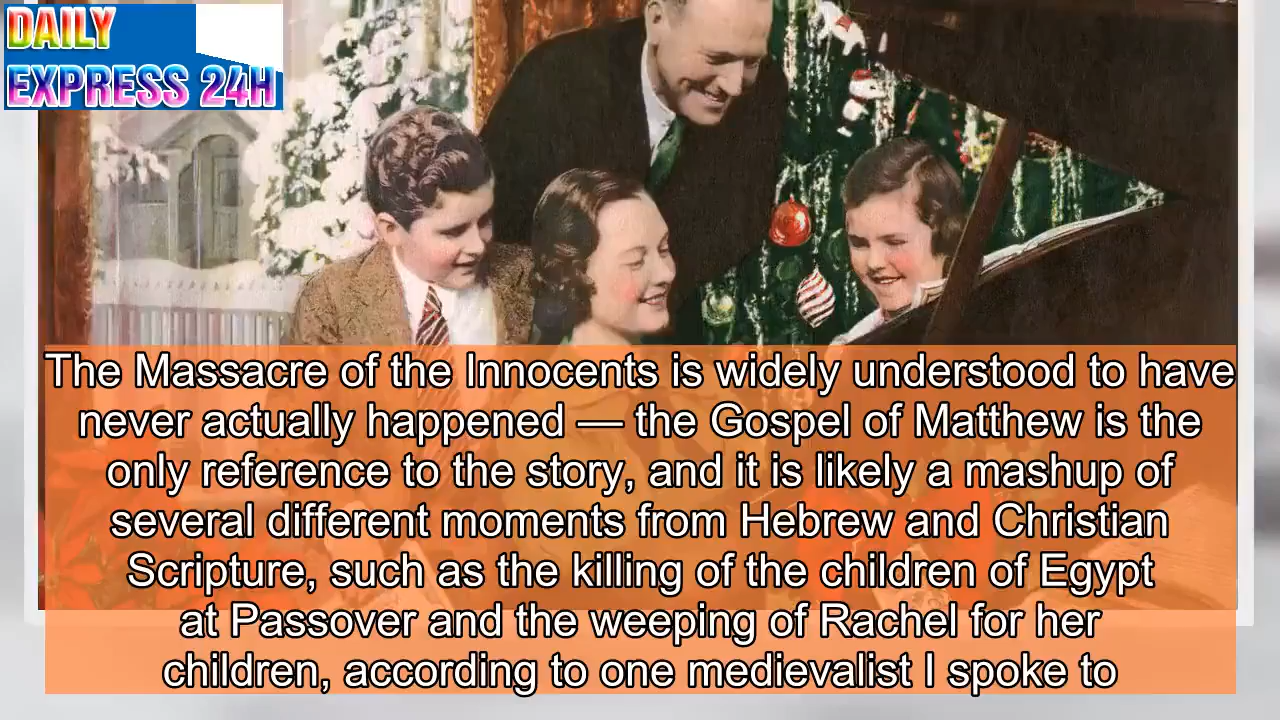 DAILY
EXPRESS 24H
The Massacre of the Innocents is widely understood to have
never actually happened — the Gospel of Matthew is the
only reference to the story, and it is likely a mashup of
several different moments from Hebrew and Christian
Scripture, such as the killing of the children of Egypt
at Passover and the weeping of Rachel for her
children, according to one medievalist I spoke to